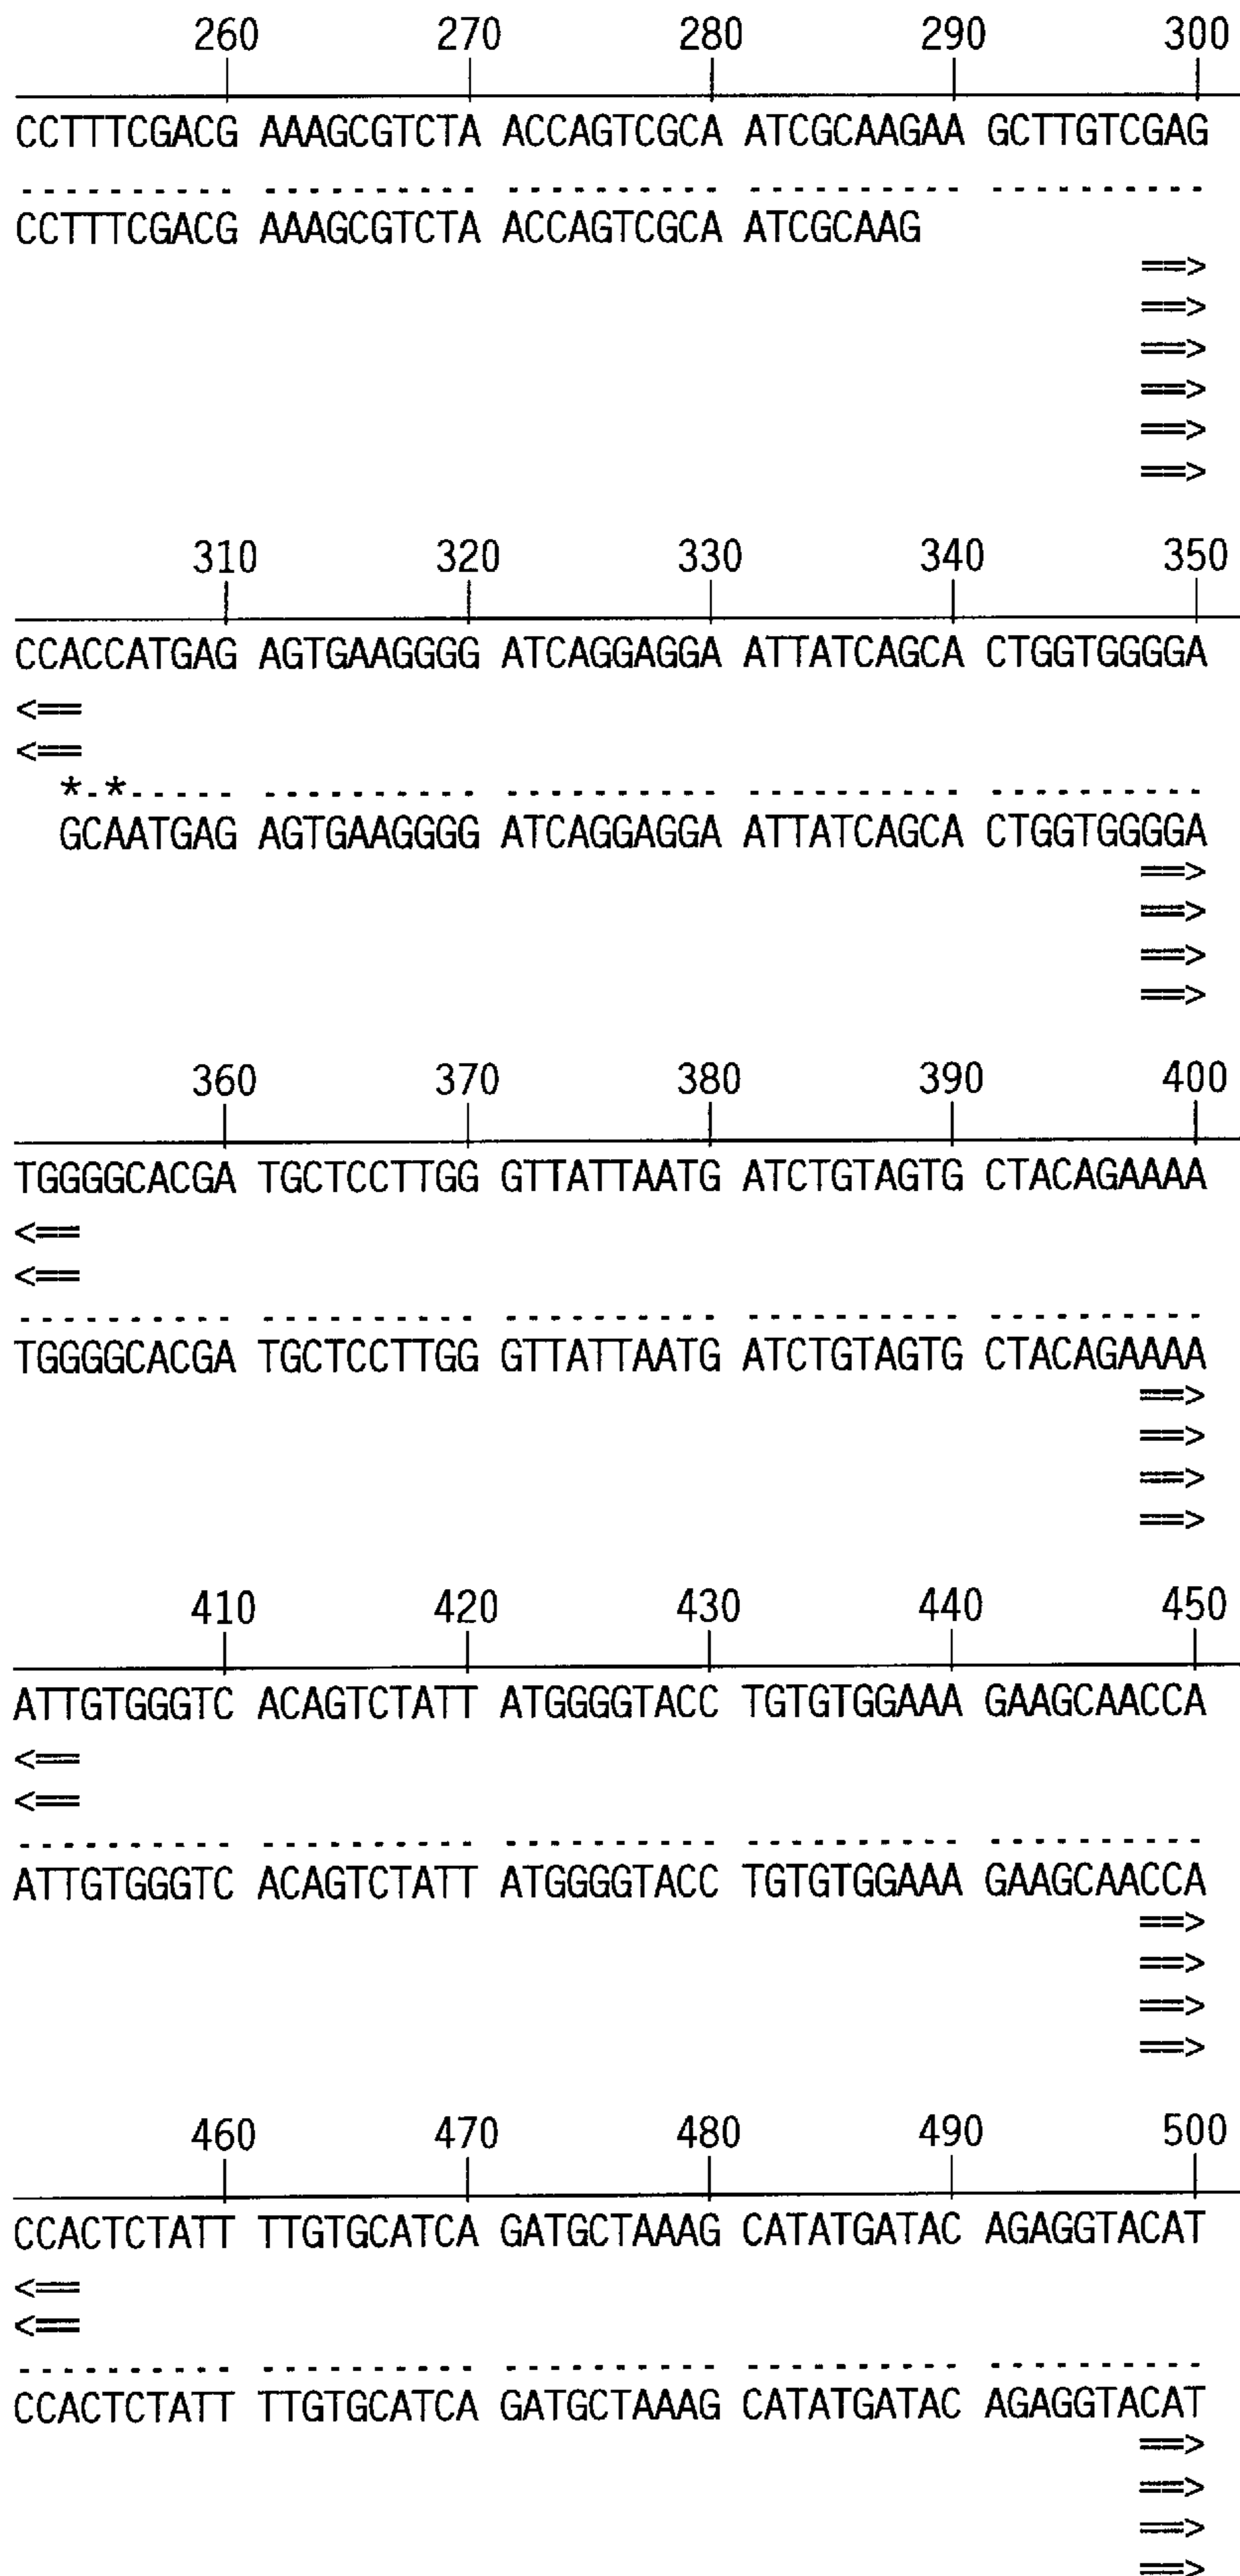 260 270 280 290 300
CCTTTCGACG AAAGCGTCTA ACCAGTCGCA ATCGCAAGAA GCTTGTCGAG
---------- ---------- ---------- ---------- ----------
CCTTTCGACG AAAGCGTCTA ACCAGTCGCA ATCGCAAG
==>
==>
==>
==>
==>
==>
310 320 330 340 350
CCACCATGAG AGTGAAGGGG ATCAGGAGGA ATTATCAGCA CTGGTGGGGA
<==
<==
*-*----- ---------- ---------- ---------- ----------
GCAATGAG AGTGAAGGGG ATCAGGAGGA ATTATCAGCA CTGGTGGGGA
==>
==>
==>
==>
360 370 380 390 400
TGGGGCACGA TGCTCCTTGG GTTATTAATG ATCTGTAGTG CTACAGAAAA
<==
<==
---------- ---------- ---------- ---------- ----------
TGGGGCACGA TGCTCCTTGG GTTATTAATG ATCTGTAGTG CTACAGAAAA
==>
==>
==>
==>
410 420 430 440 450
ATTGTGGGTC ACAGTCTATT ATGGGGTACC TGTGTGGAAA GAAGCAACCA
<==
<==
---------- ---------- ---------- ---------- ----------
ATTGTGGGTC ACAGTCTATT ATGGGGTACC TGTGTGGAAA GAAGCAACCA
==>
==>
==>
==>
460 470 480 490 500
CCACTCTATT TTGTGCATCA GATGCTAAAG CATATGATAC AGAGGTACAT
<==
<==
---------- ---------- ---------- ---------- ----------
CCACTCTATT TTGTGCATCA GATGCTAAAG CATATGATAC AGAGGTACAT
==>
==>
==>
==>